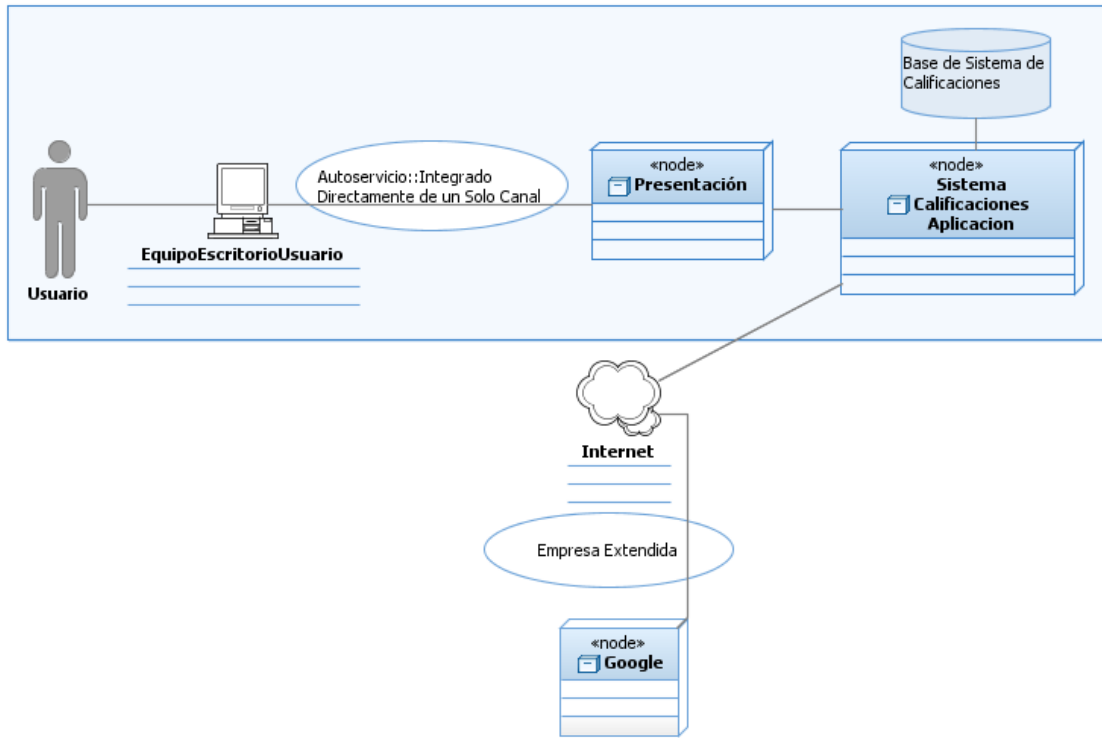 Base de Sistema de
Calificaciones
Autoservicio::Integrado
Directamente de un Solo Canal
«node»
Presentación
«node»
Sistema
Calificaciones
Aplicacion
EquipoEscritorioUsuario
Usuario
Internet
Empresa Extendida
«node»
Google